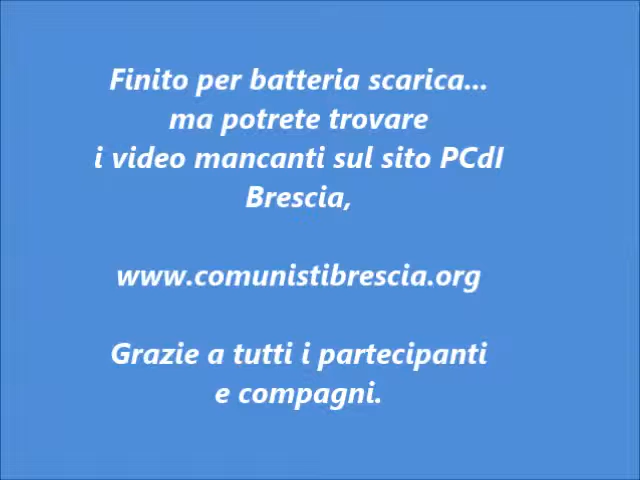 Finito per batteria scarica...
ma potrete trovare
i video mancanti sul sito PCdI
Brescia,
www.comunistibrescia.org
Grazie a tutti i partecipanti
e compagni.